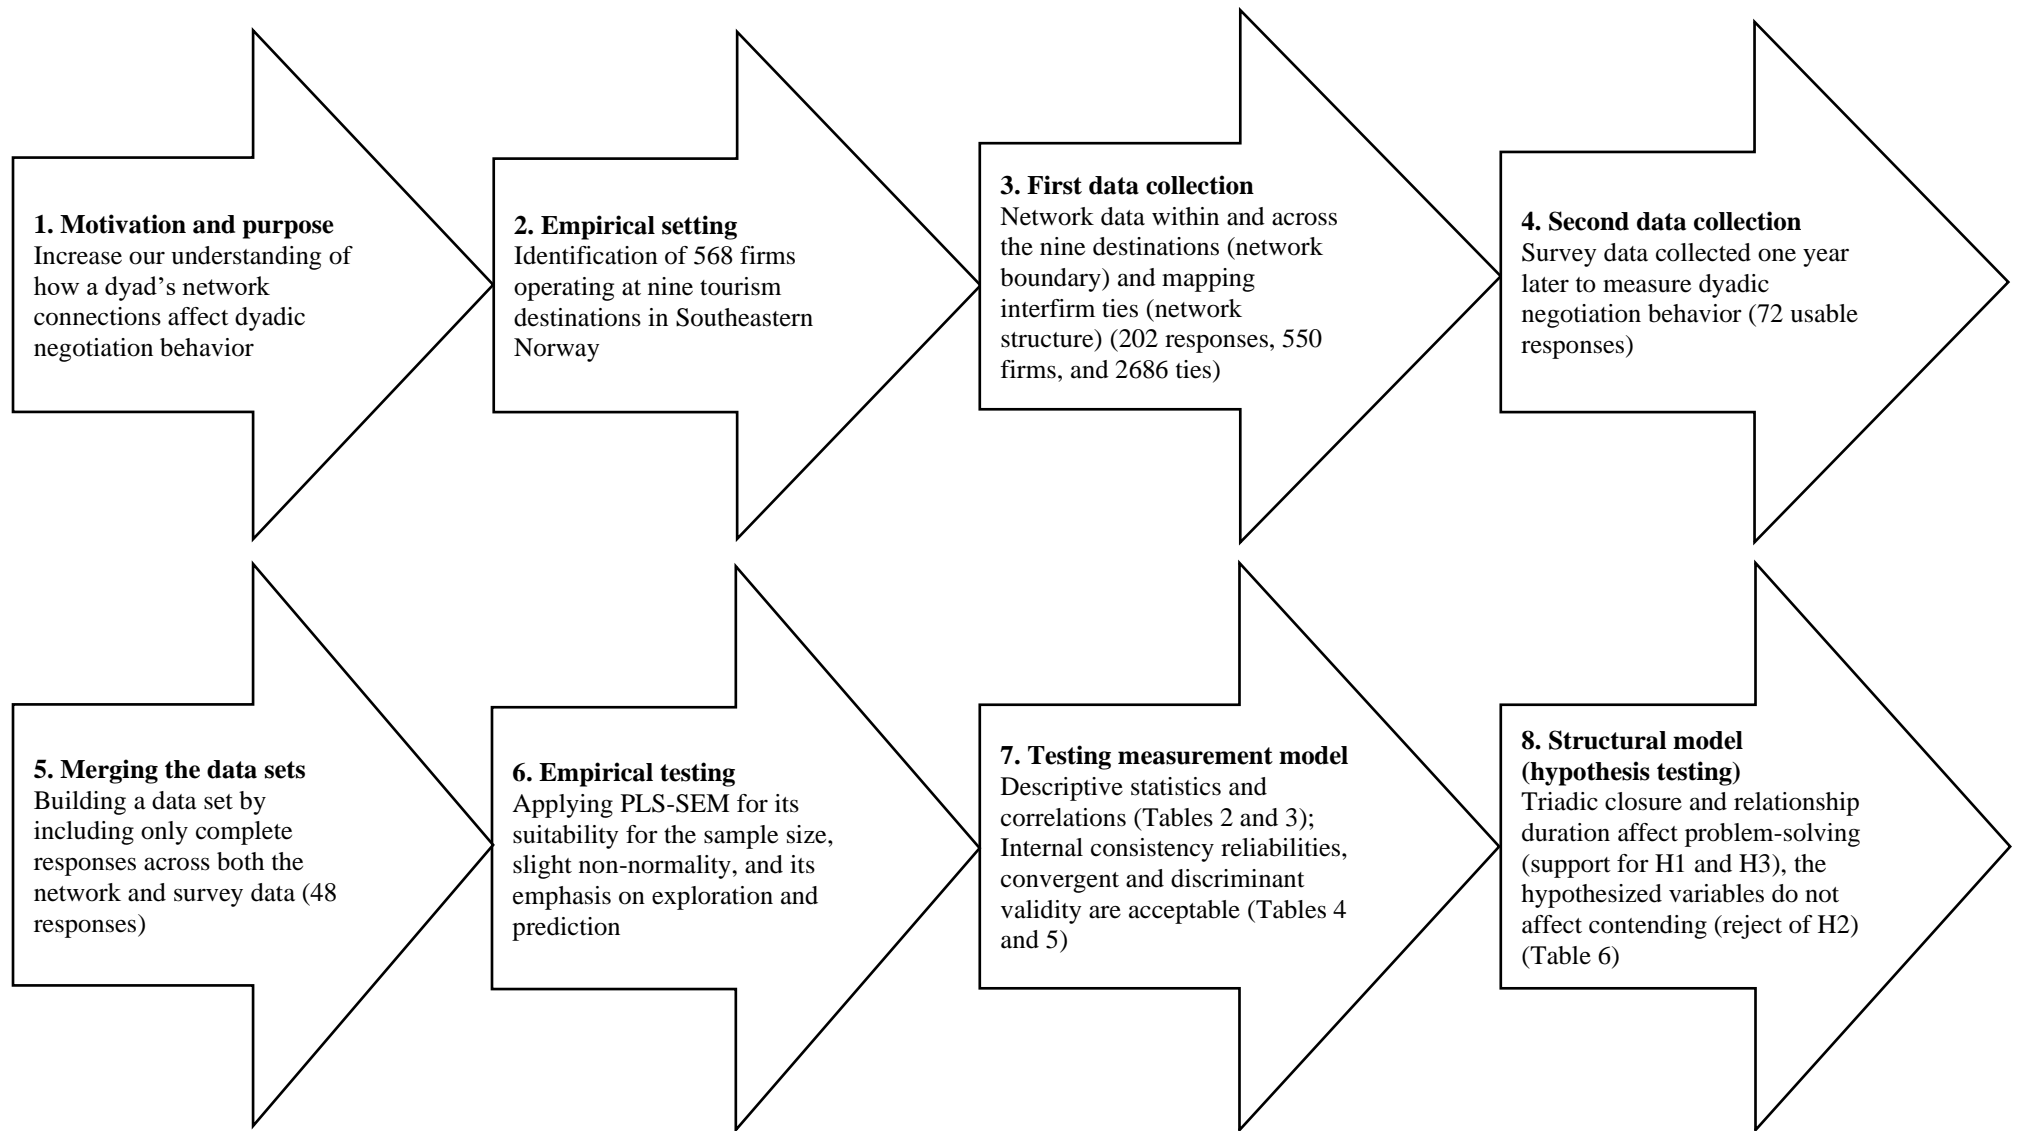 1. Motivation and purpose
Increase our understanding of
how a dyad's network
connections affect dyadic
negotiation behavior
2. Empirical setting
Identification of 568 firms
operating at nine tourism
destinations in Southeastern
Norway
3. First data collection
Network data within and across
the nine destinations (network
boundary) and mapping
interfirm ties (network
structure) (202 responses, 550
firms, and 2686 ties)
4. Second data collection
Survey data collected one year
later to measure dyadic
negotiation behavior (72 usable
responses)
5. Merging the data sets
Building a data set by
including only complete
responses across both the
network and survey data (48
responses)
6. Empirical testing
Applying PLS-SEM for its
suitability for the sample size,
slight non-normality, and its
emphasis on exploration and
prediction
7. Testing measurement model
Descriptive statistics and
correlations (Tables 2 and 3);
Internal consistency reliabilities,
convergent and discriminant
validity are acceptable (Tables 4
and 5)
8. Structural model
(hypothesis testing)
Triadic closure and relationship
duration affect problem-solving
(support for H1 and H3), the
hypothesized variables do not
affect contending (reject of H2)
(Table 6)